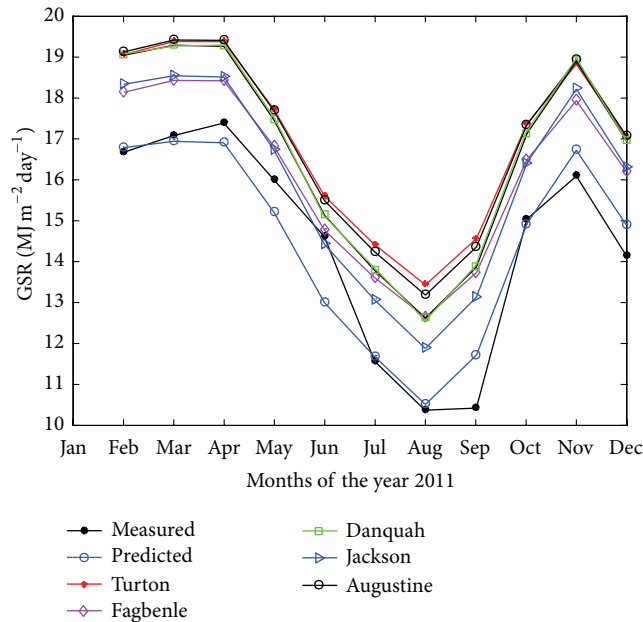 20
19
18
17
16
15
14
13
12
11
10
GSR (MJ m⁻² day⁻¹)
Jan Feb Mar Apr May Jun Jul Aug Sep Oct Nov Dec
Months of the year 2011
Measured
Predicted
Turton
Fagbenle
Danquah
Jackson
Augustine